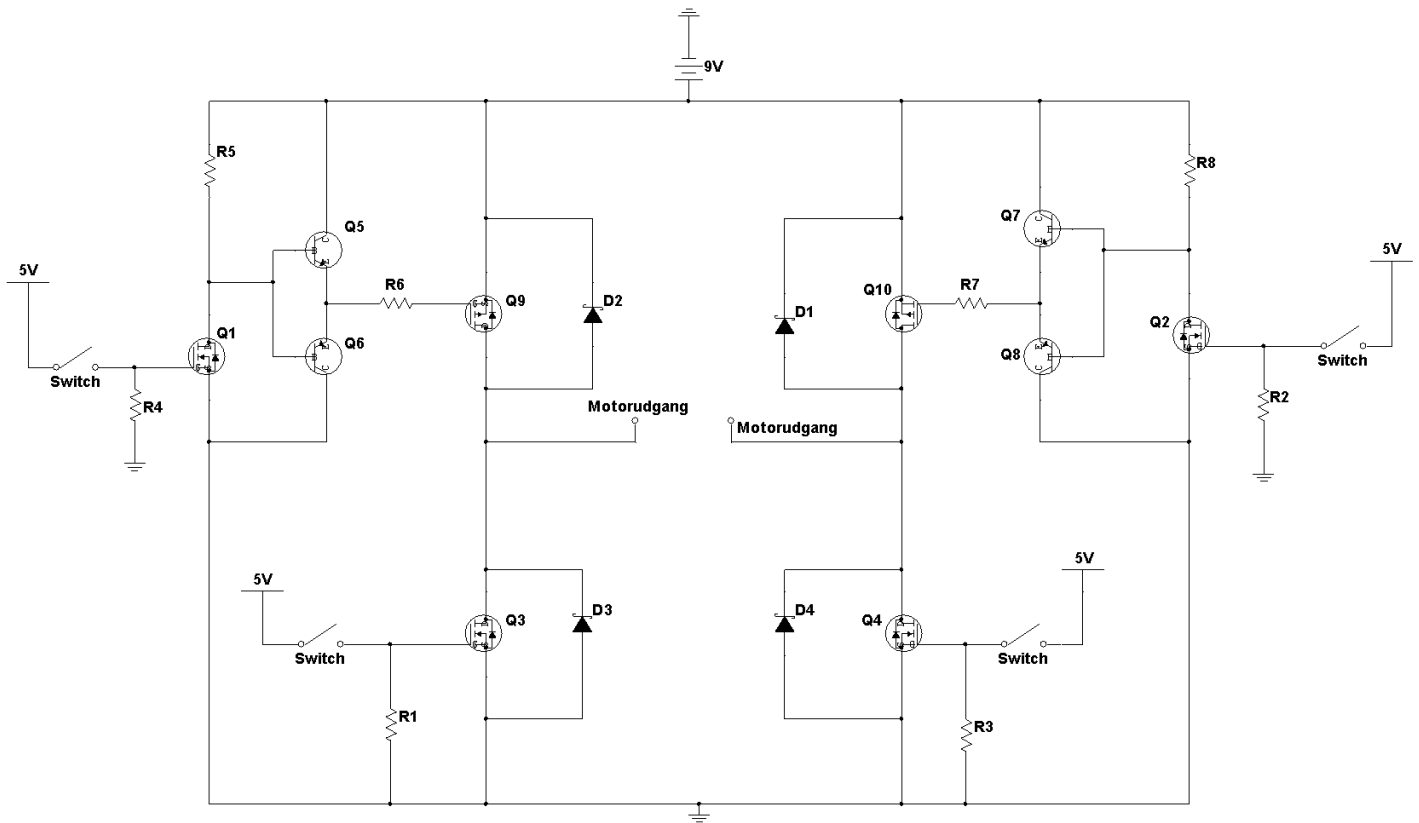 9V
R5
R8
Q5
Q7
5V
5V
R6
Q9
D2
D1
Q10
R7
Q2
Q1
Q6
Q8
Switch
Switch
R4
R2
Motorudgang
Motorudgang
5V
5V
Q3
D3
D4
Q4
Switch
Switch
R1
R3